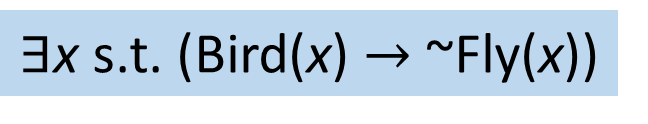 ∃x s.t. (Bird(x) → ~Fly(x))